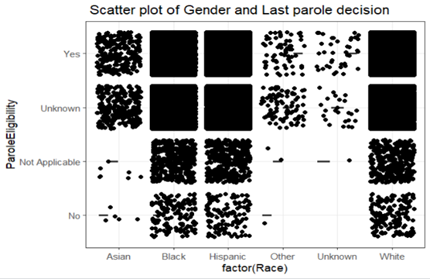 Scatter plot of Gender and Last parole decision
ParoleEligibility
Yes
Unknown
Not Applicable
No
Asian Black Hispanic Other Unknown White
factor(Race)